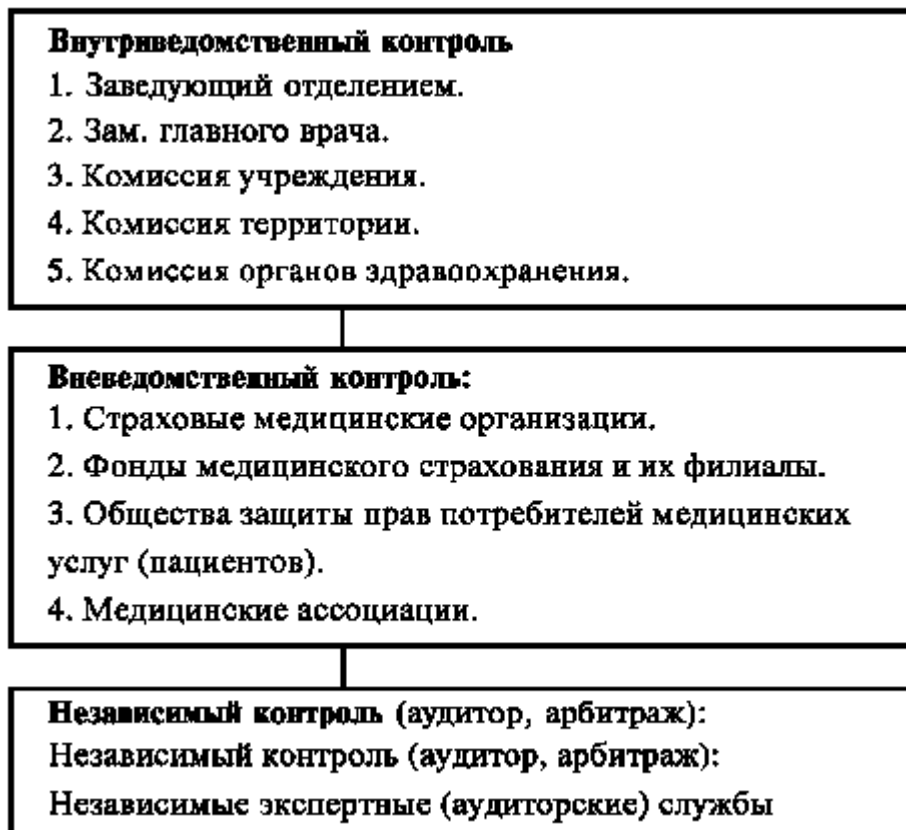 Внутриведомственный контроль
1. Заведующий отделением.
2. Зам. главного врача.
3. Комиссия учреждения.
4. Комиссия территории.
5. Комиссия органов здравоохранения.
Вневедомственный контроль:
1. Страховые медицинские организации.
2. Фонды медицинского страхования и их филиалы.
3. Общества защиты прав потребителей медицинских
услуг (пациентов).
4. Медицинские ассоциации.
Независимый контроль (аудитор, арбитраж):
Независимый контроль (аудитор, арбитраж):
Независимые экспертные (аудиторские) службы